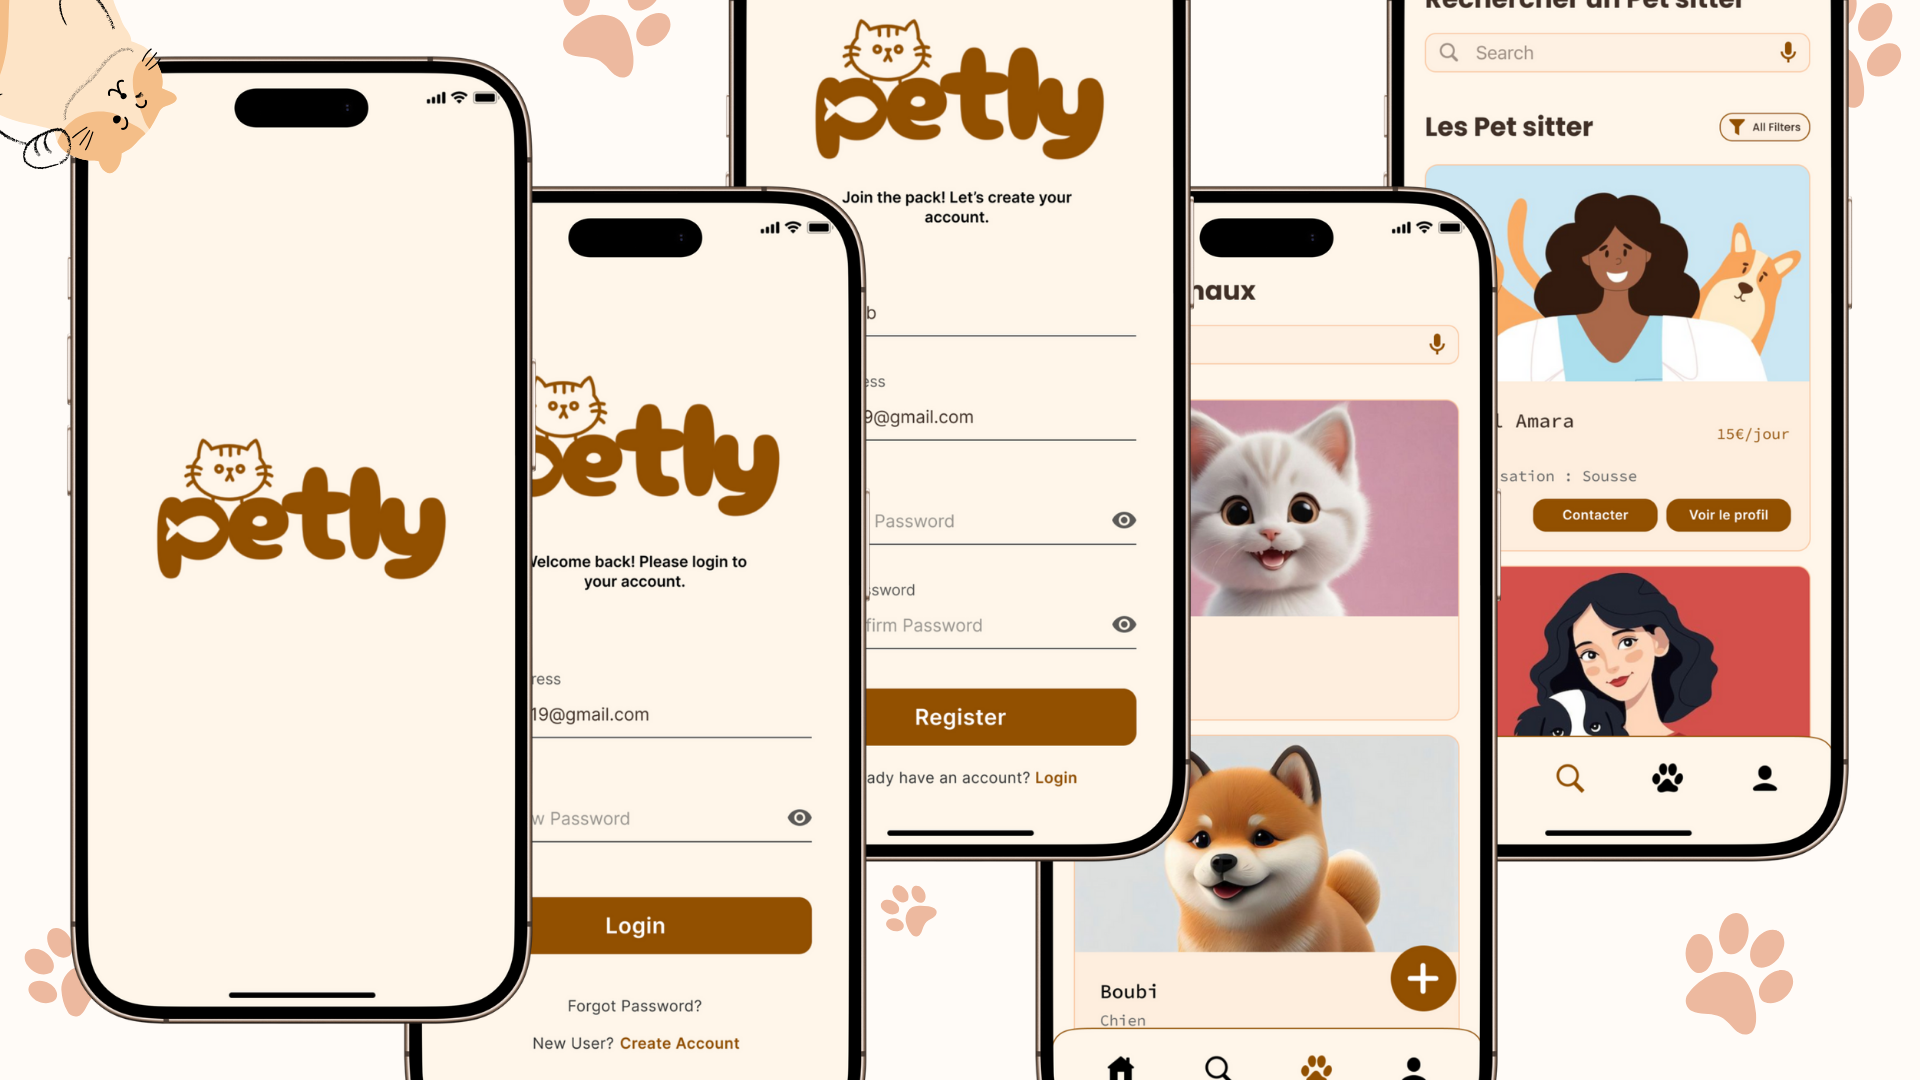 petly
petly
Welcome back! Please login to
your account.
ress
19@gmail.com
w Password
Login
Forgot Password?
New User? Create Account
petly
Join the pack! Let's create your
account.
b
ess
9@gmail.com
Password
sword
firm Password
Register
ady have an account? Login
naux
Boubi
Chien
Rechercher un Pet sitter
Search
Les Pet sitter
All Filters
l Amara
15€/jour
sation : Sousse
Contacter
Voir le profil